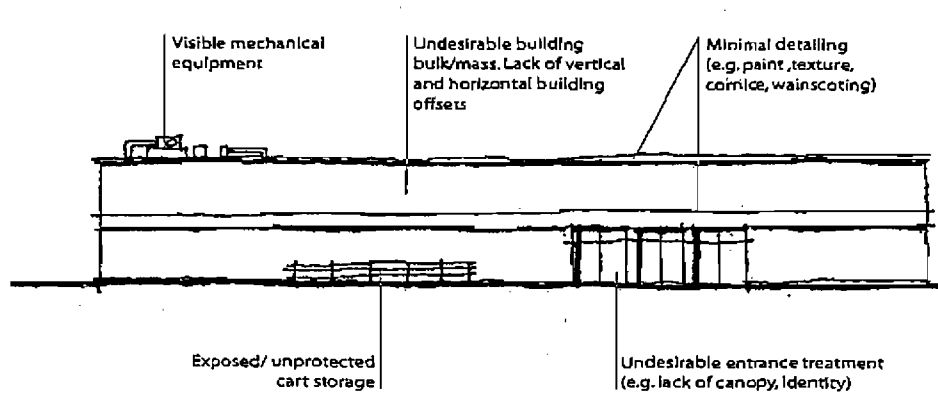 Visible mechanical
equipment
Undesirable building
bulk/mass. Lack of vertical
and horizontal building
offsets
Minimal detailing
(e.g. paint, texture,
cornice, wainscoting)
Exposed/ unprotected
cart storage
Undesirable entrance treatment
(e.g. lack of canopy, identity)